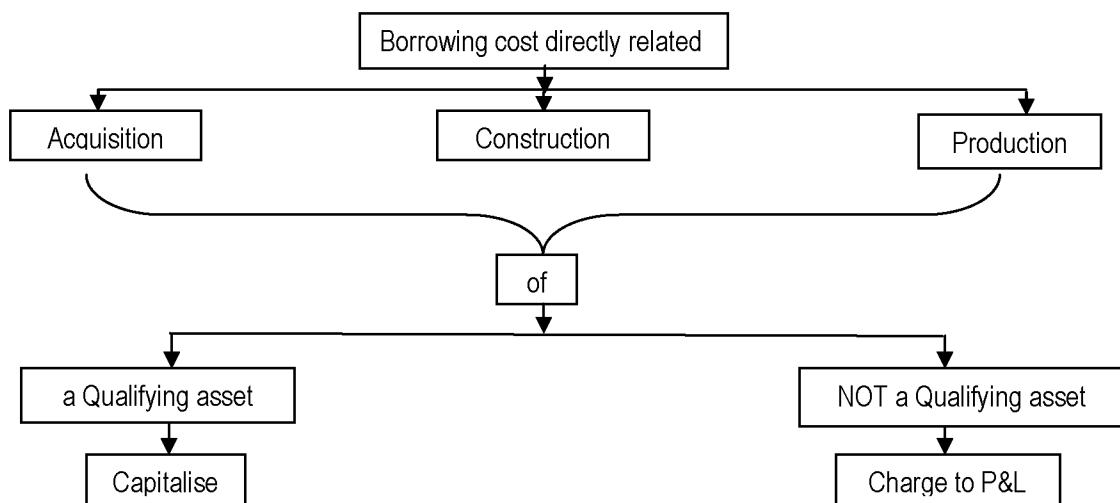 Borrowing cost directly related
Acquisition
Construction
Production
of
a Qualifying asset
NOT a Qualifying asset
Capitalise
Charge to P&L